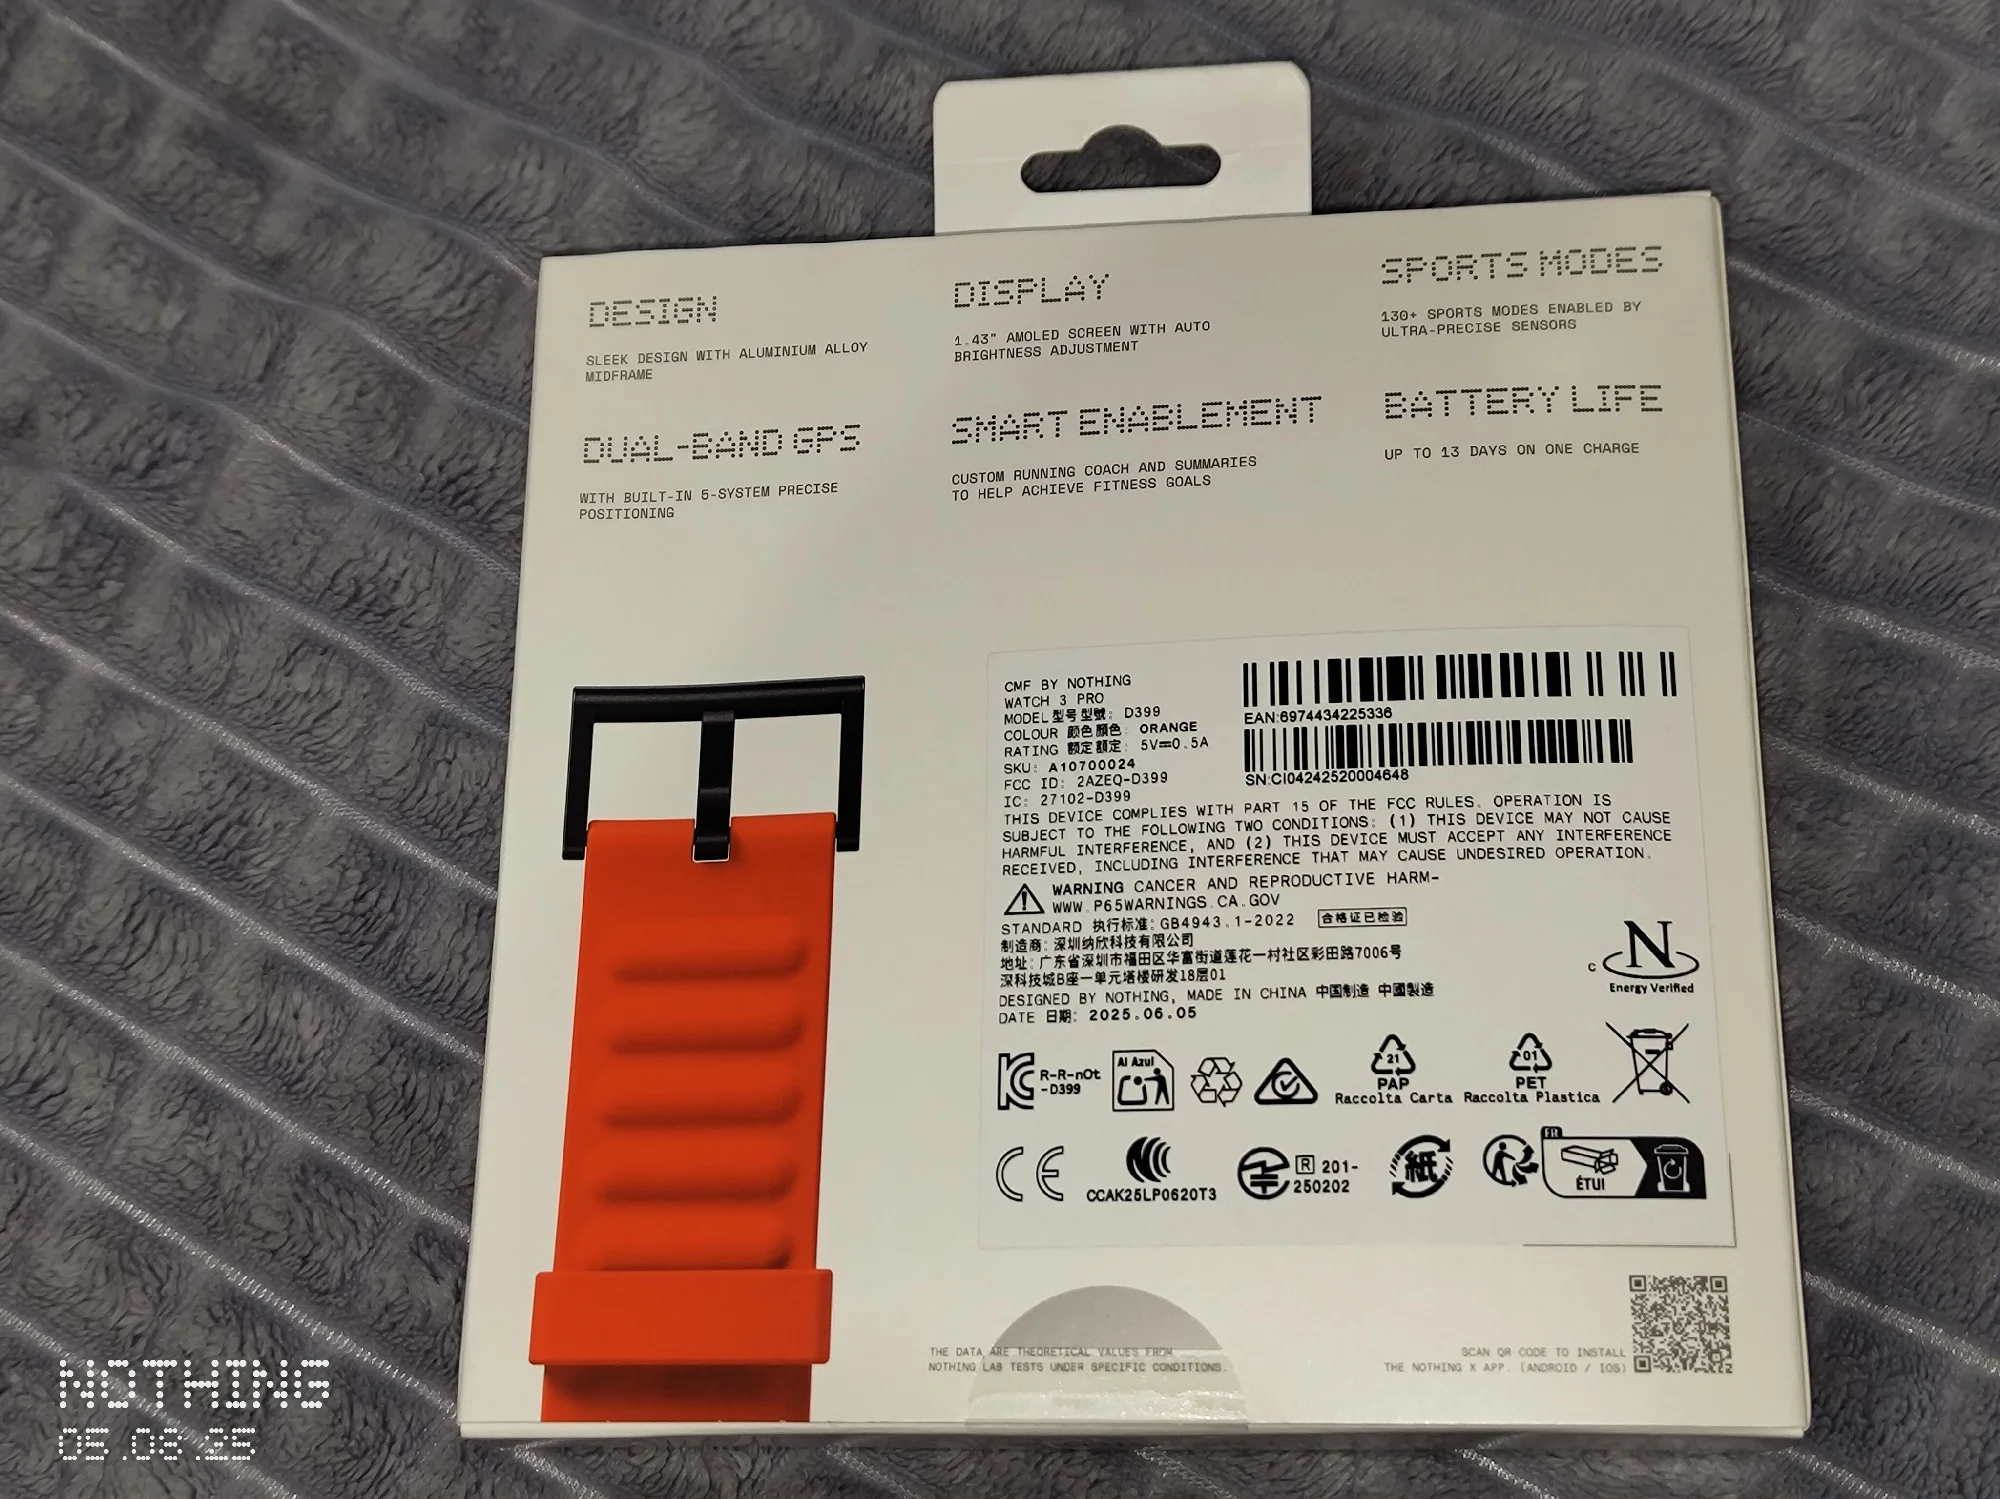 DESIGN
SLEEK DESIGN WITH ALUMINIUM ALLOY
MIDFRAME
DISPLAY
1.43" AMOLED SCREEN WITH AUTO
BRIGHTNESS ADJUSTMENT
SPORTS MODES
130+ SPORTS MODES ENABLED BY
ULTRA-PRECISE SENSORS
DUAL-BAND GPS
WITH BUILT-IN 5-SYSTEM PRECISE
POSITIONING
SMART ENABLEMENT
CUSTOM RUNNING COACH AND SUMMARIES
TO HELP ACHIEVE FITNESS GOALS
BATTERY LIFE
UP TO 13 DAYS ON ONE CHARGE
CMF BY NOTHING
WATCH 3 PRO
MODEL型号型號: D399
COLOUR 颜色顏色: ORANGE
RATING 额定額定: 5V⎓0.5A
SKU: A10700024
FCC ID: 2AZEQ-D399
IC: 27102-D399
EAN:6974434225336
SN:CI04242520004648
THIS DEVICE COMPLIES WITH PART 15 OF THE FCC RULES. OPERATION IS
SUBJECT TO THE FOLLOWING TWO CONDITIONS: (1) THIS DEVICE MAY NOT CAUSE
HARMFUL INTERFERENCE, AND (2) THIS DEVICE MUST ACCEPT ANY INTERFERENCE
RECEIVED, INCLUDING INTERFERENCE THAT MAY CAUSE UNDESIRED OPERATION.
WARNING CANCER AND REPRODUCTIVE HARM-
WWW.P65WARNINGS.CA.GOV
STANDARD 执行标准:GB4943.1-2022 合格证已检验
制造商: 深圳纳欣科技有限公司
地址: 广东省深圳市福田区华富街道莲花一村社区彩田路7006号
深科技城B座一单元塔楼研发18层01
DESIGNED BY NOTHING, MADE IN CHINA 中国制造 中國製造
DATE 日期: 2025.06.05
C N
Energy Verified
R-R-nOt
-D399
Al Azul
21
PAP
Raccolta Carta
01
PET
Raccolta Plastica
CE
CCAK25LP0620T3
R 201-
250202
紙
FR
ÉTUI
THE DATA ARE THEORETICAL VALUES FROM
NOTHING LAB TESTS UNDER SPECIFIC CONDITIONS.
SCAN QR CODE TO INSTALL
THE NOTHING X APP. (ANDROID / IOS)
NOTHING
05.08.25